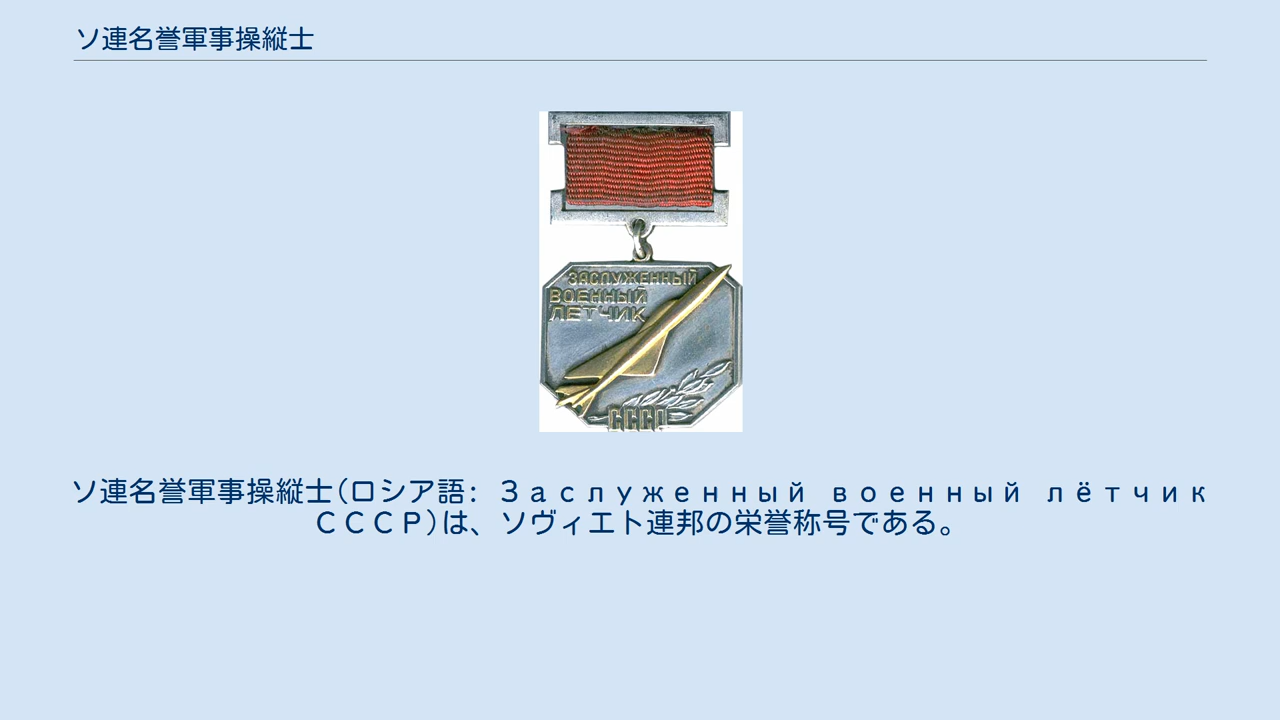 ソ連名誉軍事操縦士
ЗАСЛУЖЕННЫЙ
ВОЕННЫЙ
ЛЕТЧИК
СССР
ソ連名誉軍事操縦士(ロシア語: Заслуженный военный лётчик
СССР)は、ソヴィエト連邦の栄誉称号である。